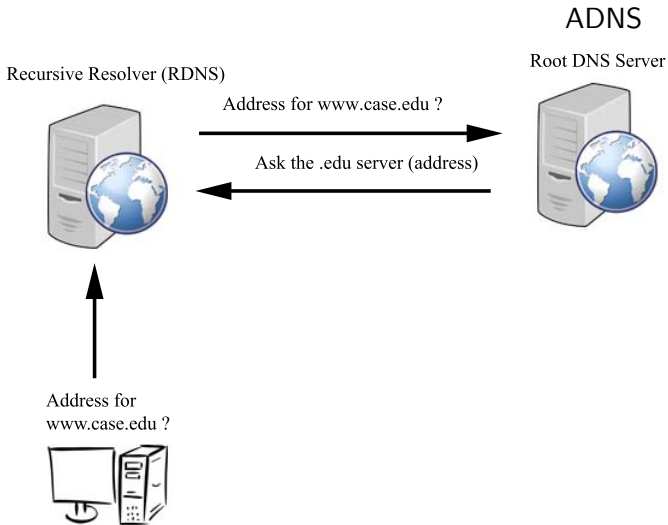 ADNS
Root DNS Server
Recursive Resolver (RDNS)
Address for www.case.edu ?
Ask the .edu server (address)
Address for
www.case.edu ?